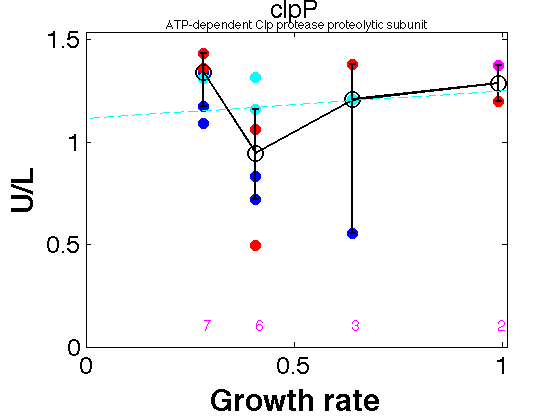 clpP
ATP-dependent Clp protease proteolytic subunit
1.5
1
0.5
0
U/L
7
6
3
2
0
0.5
1
Growth rate